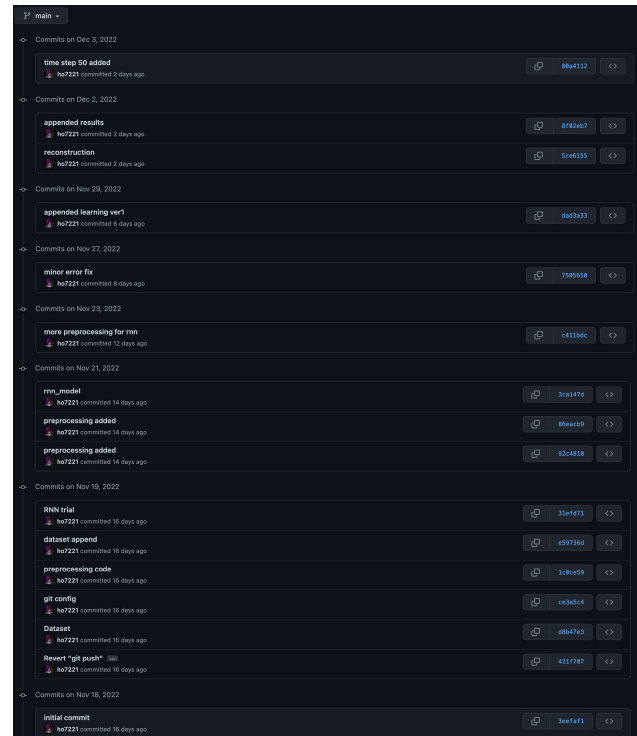 main
Commits on Dec 3, 2022
time step 50 added
80a4112
ho7221 committed 2 days ago
Commits on Dec 2, 2022
appended results
8f02eb7
ho7221 committed 2 days ago
reconstruction
5ce6155
ho7221 committed 2 days ago
Commits on Nov 29, 2022
appended learning ver1
dad3a33
ho7221 committed 6 days ago
Commits on Nov 27, 2022
minor error fix
7505650
ho7221 committed 8 days ago
Commits on Nov 23, 2022
more preprocessing for rnn
c411bdc
ho7221 committed 12 days ago
Commits on Nov 21, 2022
rnn_model
3ca147d
ho7221 committed 14 days ago
preprocessing added
86eacb9
ho7221 committed 14 days ago
preprocessing added
92c4810
ho7221 committed 14 days ago
Commits on Nov 19, 2022
RNN trial
31efd71
ho7221 committed 16 days ago
dataset append
e59736d
ho7221 committed 16 days ago
preprocessing code
1c0ce59
ho7221 committed 16 days ago
git config
ce3a5c4
ho7221 committed 16 days ago
Dataset
d8b47e3
ho7221 committed 16 days ago
Revert "git push" ...
431f707
ho7221 committed 16 days ago
Commits on Nov 18, 2022
initial commit
3eefaf1
ho7221 committed 16 days ago